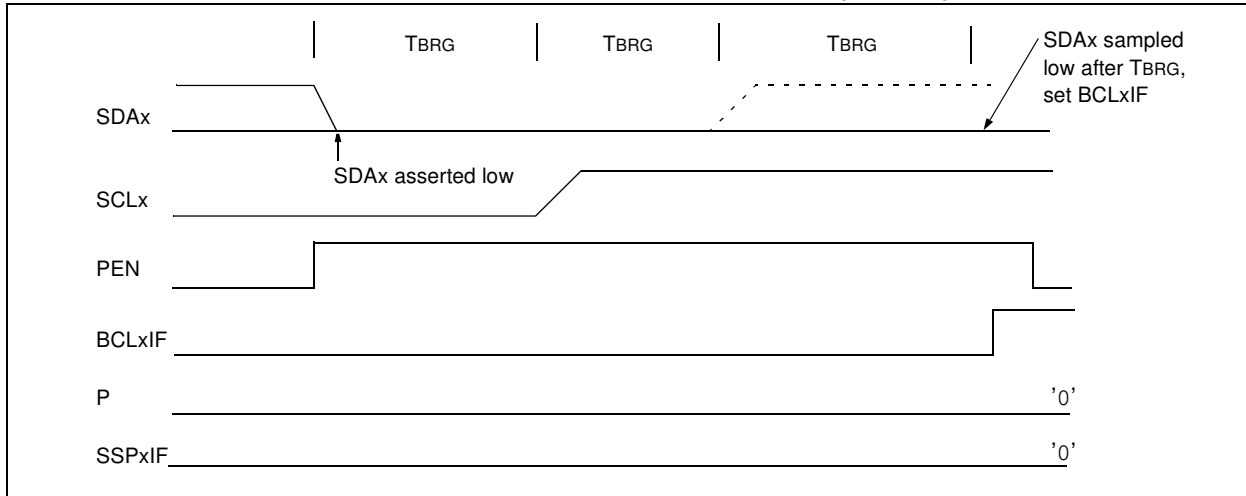 TBRG TBRG TBRG
SDAx sampled
low after TBRG,
set BCLxIF
SDAx
SDAx asserted low
SCLx
PEN
BCLxIF
P '0'
SSPxIF '0'